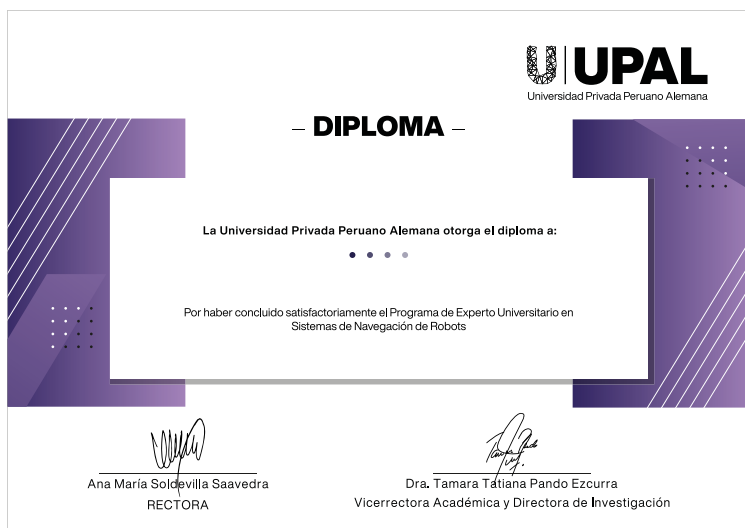 UPAL
Universidad Privada Peruano Alemana
– DIPLOMA –
La Universidad Privada Peruano Alemana otorga el diploma a:
Por haber concluido satisfactoriamente el Programa de Experto Universitario en
Sistemas de Navegación de Robots
Ana María Soldevilla Saavedra
RECTORA
Dra. Tamara Tatiana Pando Ezcurra
Vicerrectora Académica y Directora de Investigación